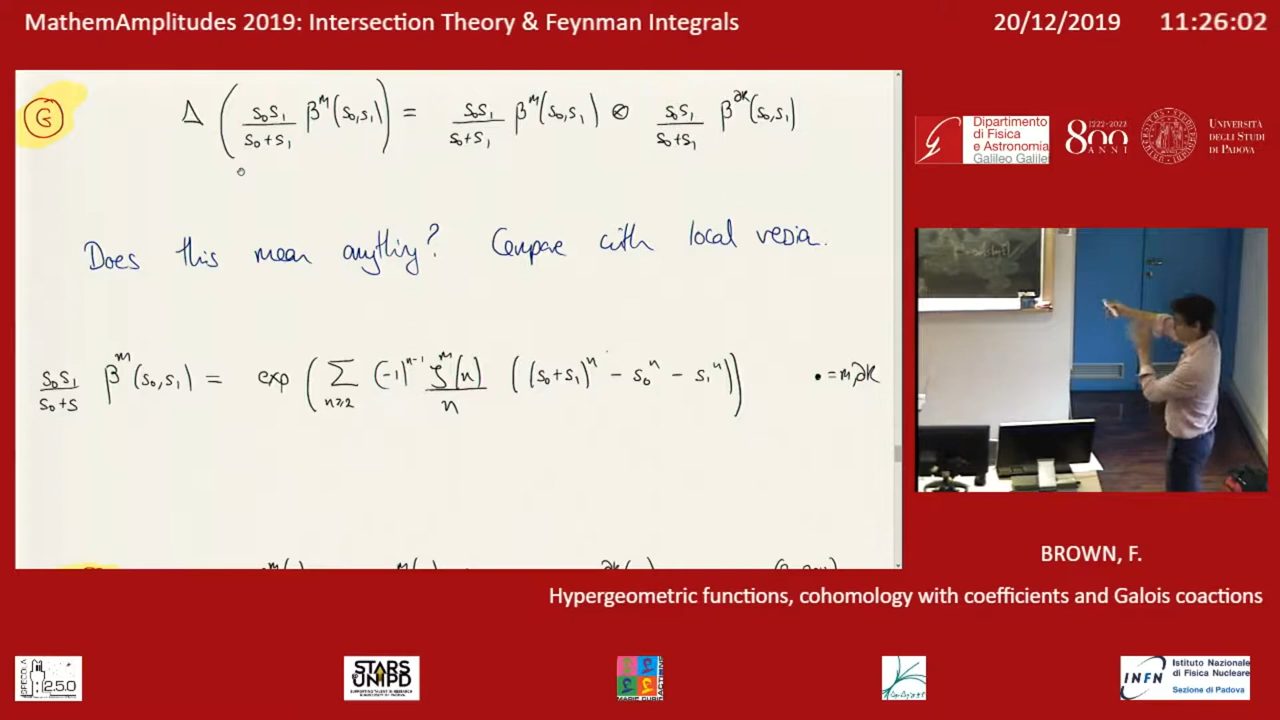 MathemAmplitudes 2019: Intersection Theory & Feynman Integrals 20/12/2019 11:26:02
G Δ ( s₀s₁/(s₀+s₁) β^m(s₀,s₁) ) = s₀s₁/(s₀+s₁) β^m(s₀,s₁) ⊗ s₀s₁/(s₀+s₁) β^dR(s₀,s₁)
Does this mean anything? Compare with local version.
s₀s₁/(s₀+s) β^m(s₀,s₁) = exp ( Σ_{n≥2} (-1)^{n-1} ζ^m(n)/n ((s₀+s₁)^n - s₀^n - s₁^n) ) • = m, dR
Dipartimento
di Fisica
e Astronomia
Galileo Galilei
1222·2022
800
ANNI
UNIVERSITÀ
DEGLI STUDI
DI PADOVA
BROWN, F.
Hypergeometric functions, cohomology with coefficients and Galois coactions
STARS
UNIPD
INFN
Istituto Nazionale
di Fisica Nucleare
Sezione di Padova